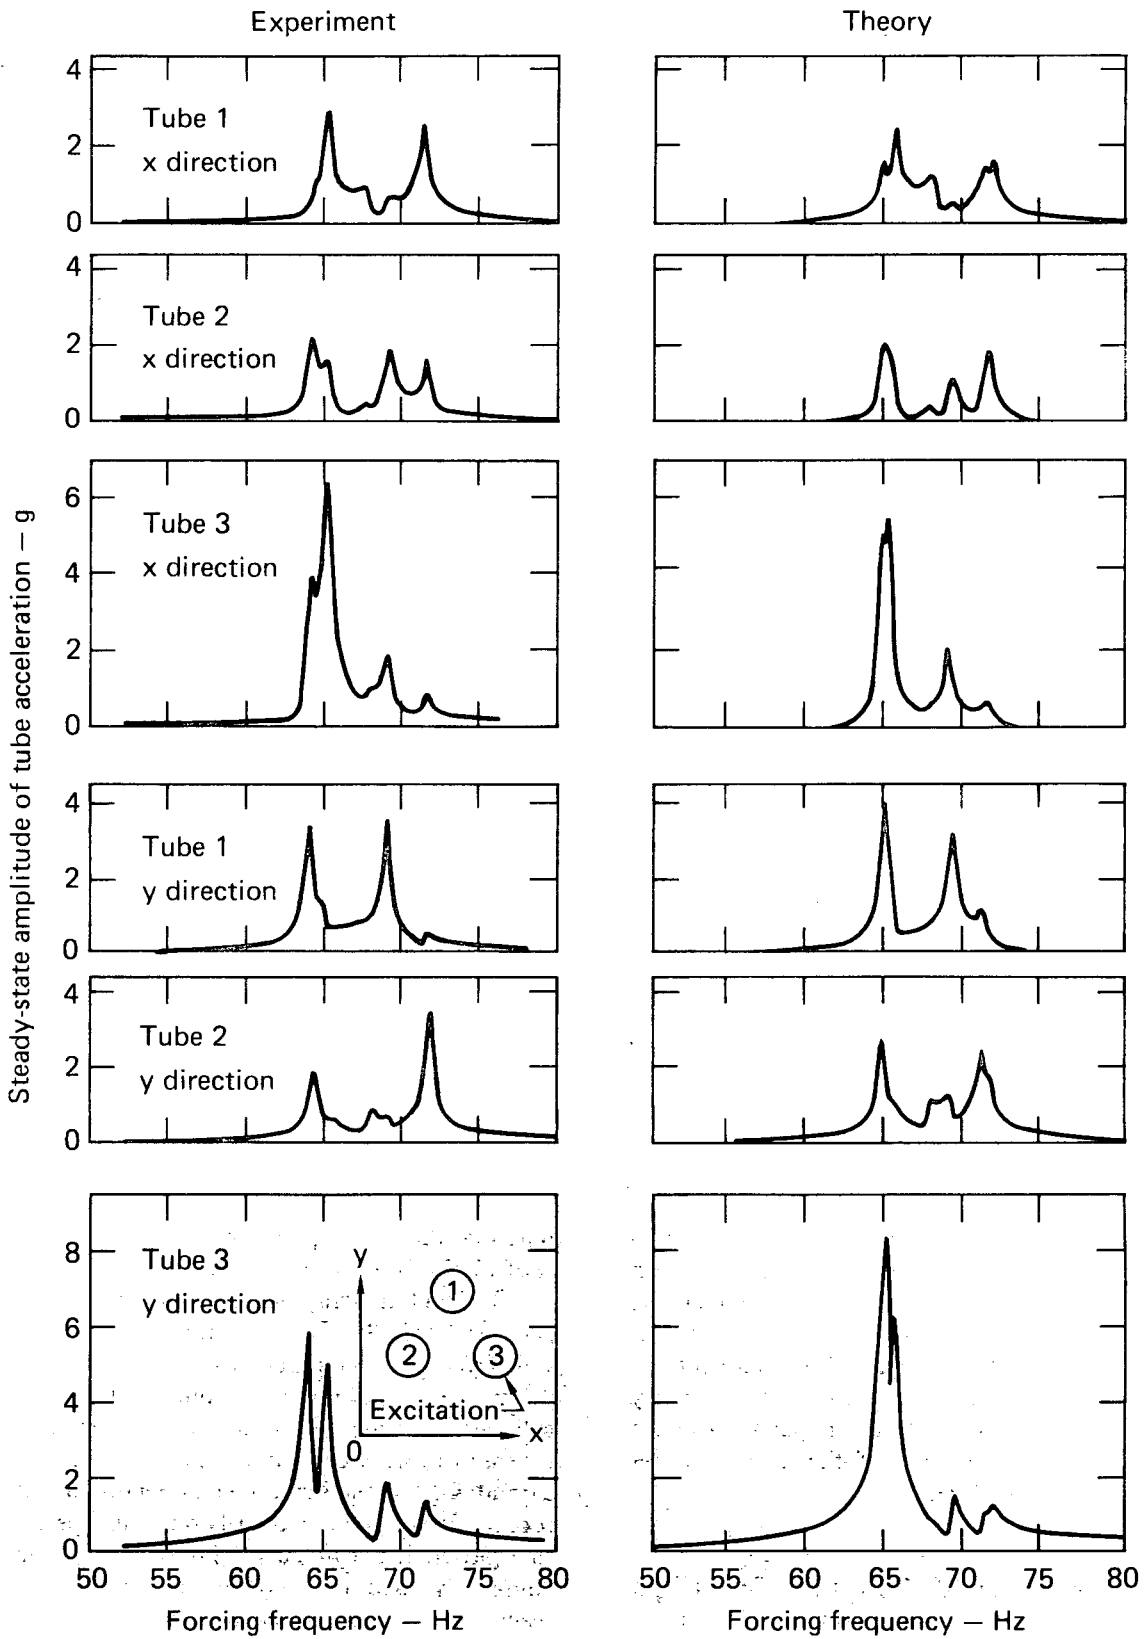 Experiment
Theory
Steady-state amplitude of tube acceleration — g
4
2
0
Tube 1
x direction
4
2
0
Tube 2
x direction
6
4
2
0
Tube 3
x direction
4
2
0
Tube 1
y direction
4
2
0
Tube 2
y direction
8
6
4
2
0
Tube 3
y direction
y
1
2
3
Excitation
0
x
50 60 65 70 75 80
50 60 65 70 75 80
Forcing frequency — Hz
Forcing frequency — Hz